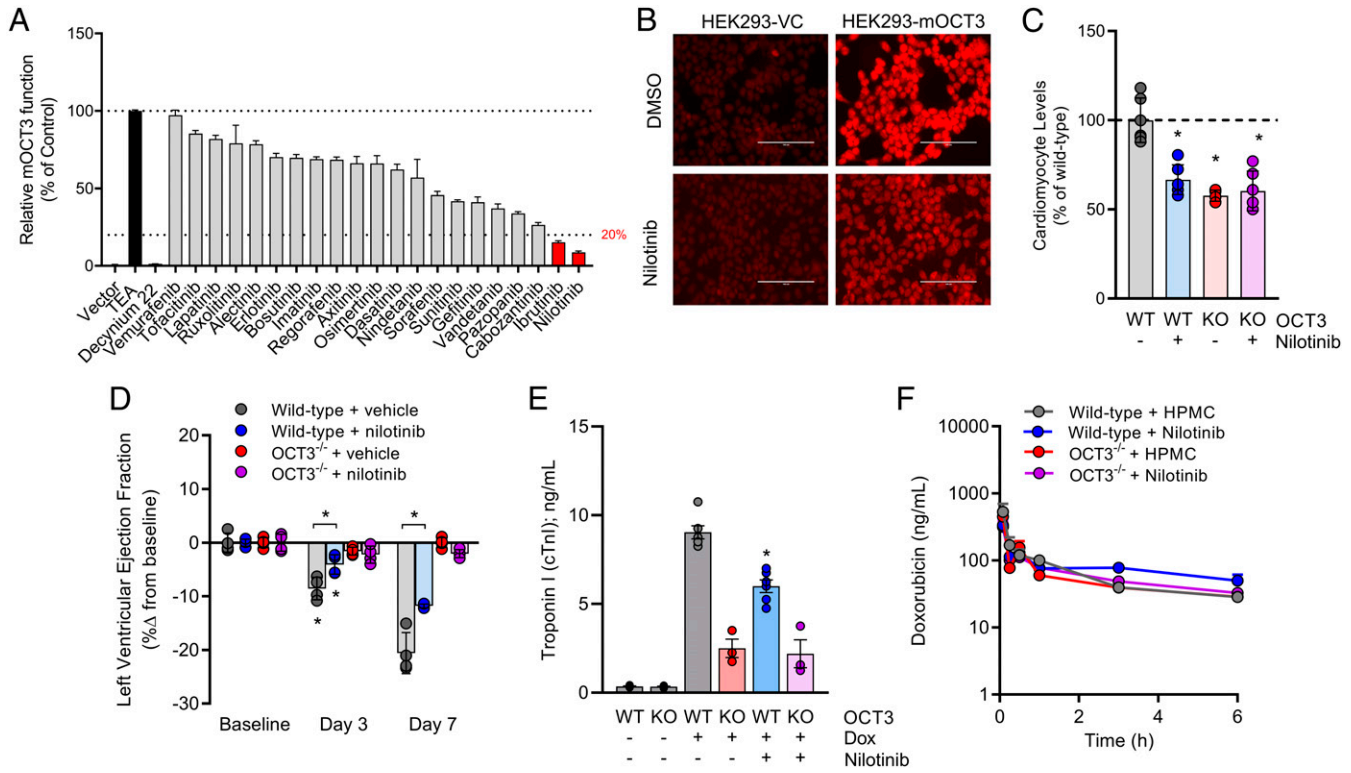 A
Relative mOCT3 function
(% of Control)
150
100
50
0
20%
Vector
TEA
Decynium 22
Vemurafenib
Tofacitinib
Lapatinib
Ruxolitinib
Alectinib
Erlotinib
Bosutinib
Imatinib
Regorafenib
Axitinib
Osimertinib
Dasatinib
Nindetanib
Sorafenib
Sunitinib
Gefitinib
Vandetanib
Pazopanib
Cabozantinib
Ibrutinib
Nilotinib
B
HEK293-VC HEK293-mOCT3
DMSO
Nilotinib
C
Cardiomyocyte Levels
(% of wild-type)
150
100
50
0
* * *
WT WT KO KO OCT3
- + - + Nilotinib
D
Wild-type + vehicle
Wild-type + nilotinib
OCT3-/- + vehicle
OCT3-/- + nilotinib
Left Ventricular Ejection Fraction
(%Δ from baseline)
20
10
0
-10
-20
-30
* *
* *
Baseline Day 3 Day 7
E
Troponin I (cTnI); ng/mL
15
10
5
0
*
WT KO WT KO WT KO OCT3
- - + + + + Dox
- - - - + + Nilotinib
F
Wild-type + HPMC
Wild-type + Nilotinib
OCT3-/- + HPMC
OCT3-/- + Nilotinib
Doxorubicin (ng/mL)
10000
1000
100
10
1
0 2 4 6
Time (h)